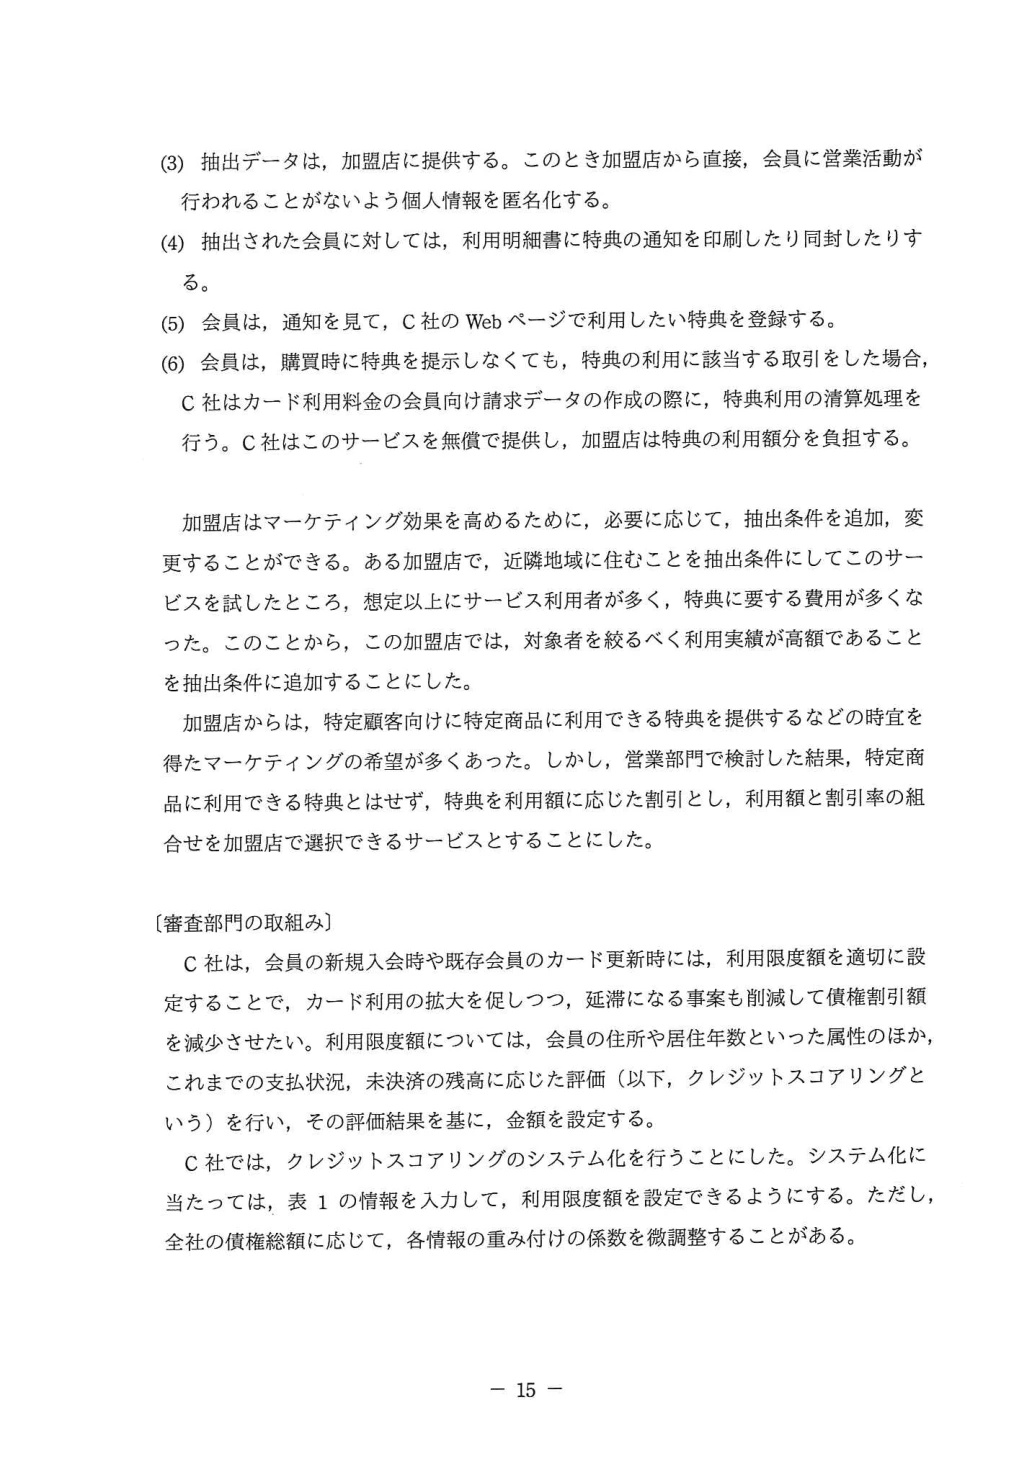 (3) 抽出データは，加盟店に提供する。このとき加盟店から直接，会員に営業活動が
行われることがないよう個人情報を匿名化する。
(4) 抽出された会員に対しては，利用明細書に特典の通知を印刷したり同封したりす
る。
(5) 会員は，通知を見て，C 社の Web ページで利用したい特典を登録する。
(6) 会員は，購買時に特典を提示しなくても，特典の利用に該当する取引をした場合，
C 社はカード利用料金の会員向け請求データの作成の際に，特典利用の清算処理を
行う。C 社はこのサービスを無償で提供し，加盟店は特典の利用額分を負担する。
加盟店はマーケティング効果を高めるために，必要に応じて，抽出条件を追加，変
更することができる。ある加盟店で，近隣地域に住むことを抽出条件にしてこのサー
ビスを試したところ，想定以上にサービス利用者が多く，特典に要する費用が多くな
った。このことから，この加盟店では，対象者を絞るべく利用実績が高額であること
を抽出条件に追加することにした。
加盟店からは，特定顧客向けに特定商品に利用できる特典を提供するなどの時宜を
得たマーケティングの希望が多くあった。しかし，営業部門で検討した結果，特定商
品に利用できる特典とはせず，特典を利用額に応じた割引とし，利用額と割引率の組
合せを加盟店で選択できるサービスとすることにした。
〔審査部門の取組み〕
C 社は，会員の新規入会時や既存会員のカード更新時には，利用限度額を適切に設
定することで，カード利用の拡大を促しつつ，延滞になる事案も削減して債権割引額
を減少させたい。利用限度額については，会員の住所や居住年数といった属性のほか，
これまでの支払状況，未決済の残高に応じた評価（以下，クレジットスコアリングと
いう）を行い，その評価結果を基に，金額を設定する。
C 社では，クレジットスコアリングのシステム化を行うことにした。システム化に
当たっては，表 1 の情報を入力して，利用限度額を設定できるようにする。ただし，
全社の債権総額に応じて，各情報の重み付けの係数を微調整することがある。
－ 15 －